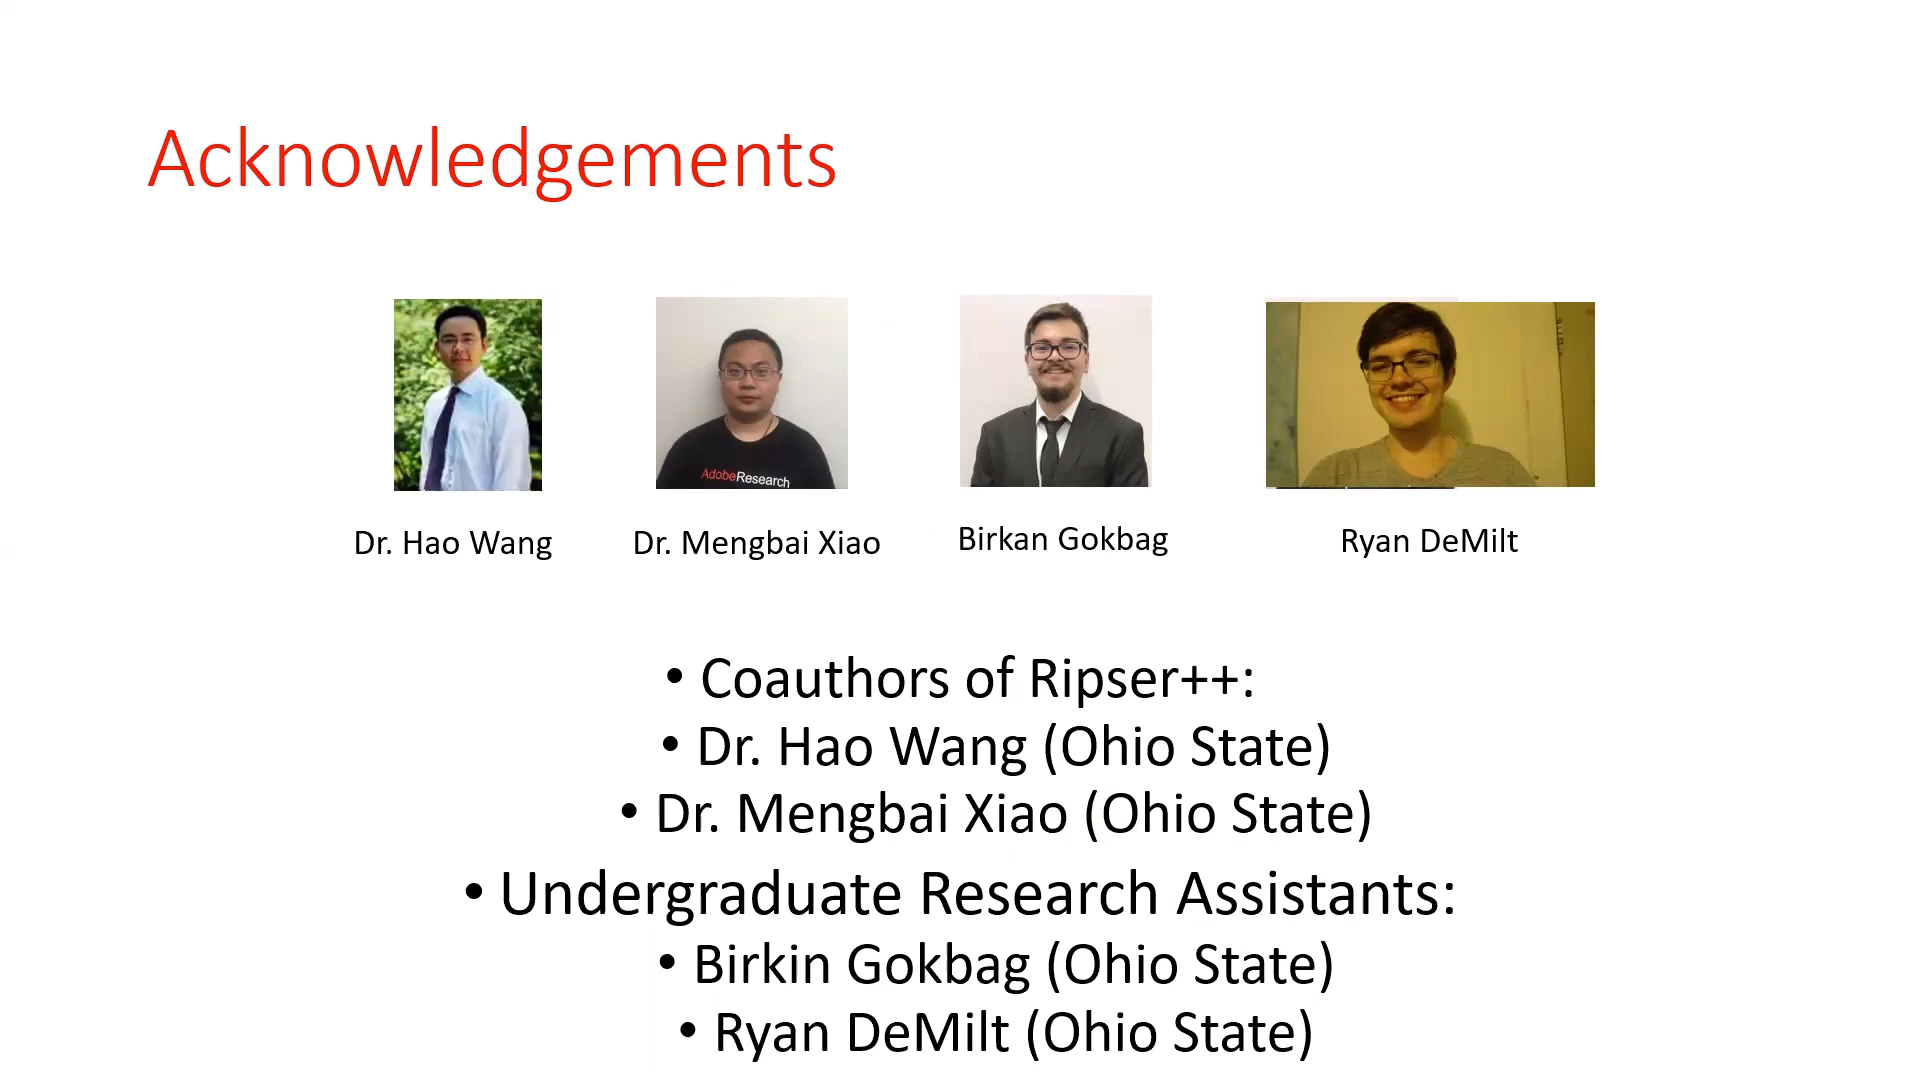 Acknowledgements
AdobeResearch
Dr. Hao Wang
Dr. Mengbai Xiao
Birkan Gokbag
Ryan DeMilt
• Coauthors of Ripser++:
• Dr. Hao Wang (Ohio State)
• Dr. Mengbai Xiao (Ohio State)
• Undergraduate Research Assistants:
• Birkin Gokbag (Ohio State)
• Ryan DeMilt (Ohio State)